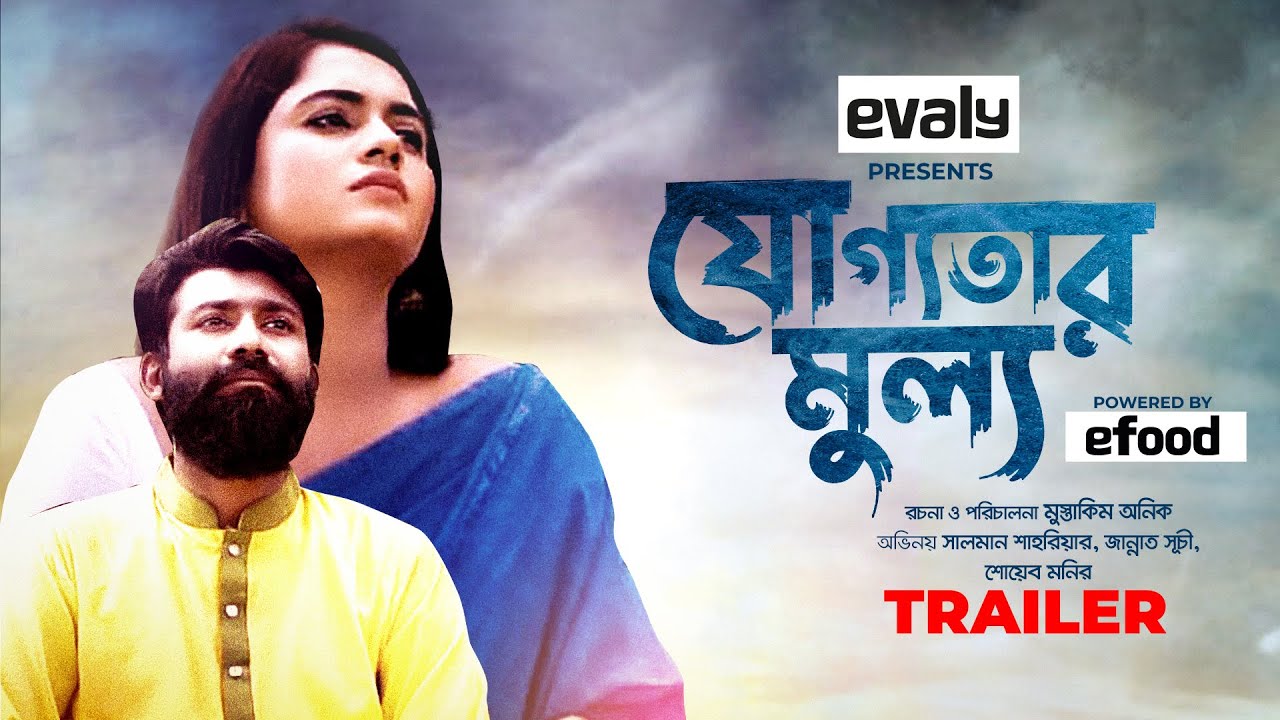 evaly
PRESENTS
যোগ্যতার
মুল্য
POWERED BY
efood
রচনা ও পরিচালনা মুস্তাকিম অনিক
অভিনয় সালমান শাহরিয়ার, জান্নাত সূচী,
শোয়েব মনির
TRAILER